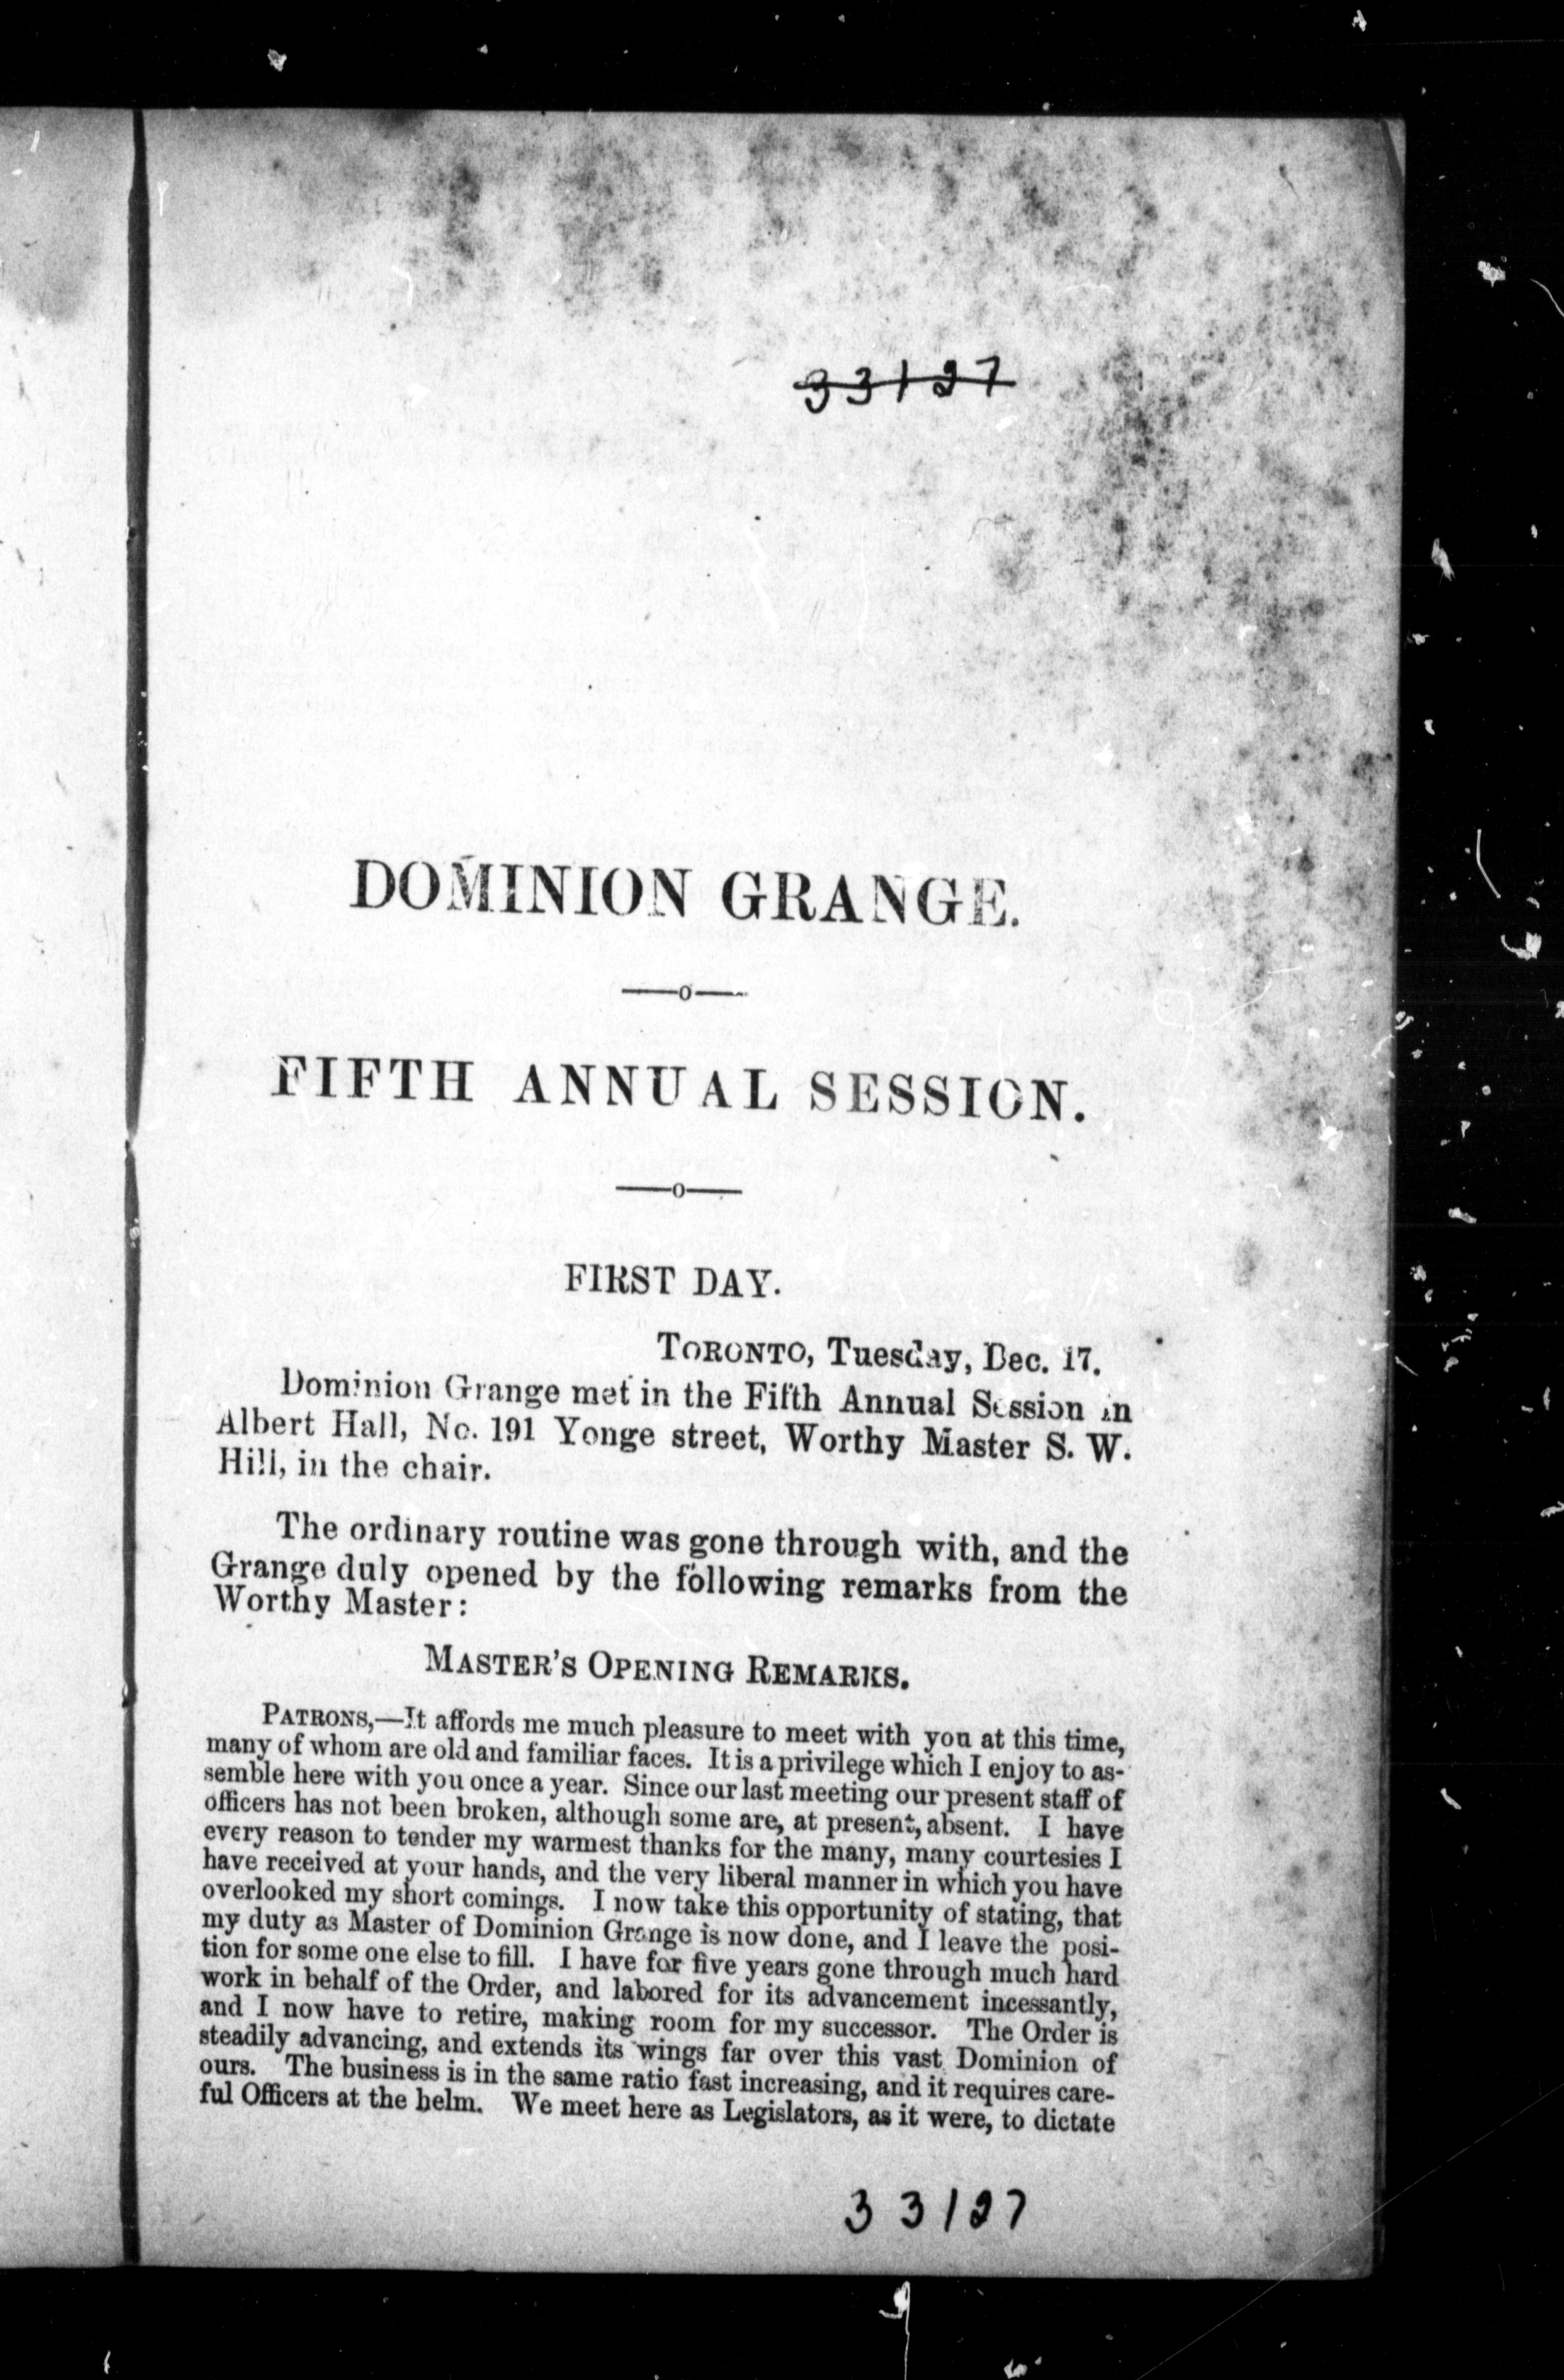 33127
DOMINION GRANGE.
——o——
FIFTH ANNUAL SESSION.
——o——
FIRST DAY.
TORONTO, Tuesday, Dec. 17.
Dominion Grange met in the Fifth Annual Session in
Albert Hall, No. 191 Yonge street, Worthy Master S. W.
Hill, in the chair.
The ordinary routine was gone through with, and the
Grange duly opened by the following remarks from the
Worthy Master:
MASTER'S OPENING REMARKS.
PATRONS,—It affords me much pleasure to meet with you at this time,
many of whom are old and familiar faces. It is a privilege which I enjoy to as-
semble here with you once a year. Since our last meeting our present staff of
officers has not been broken, although some are, at present, absent. I have
every reason to tender my warmest thanks for the many, many courtesies I
have received at your hands, and the very liberal manner in which you have
overlooked my short comings. I now take this opportunity of stating, that
my duty as Master of Dominion Grange is now done, and I leave the posi-
tion for some one else to fill. I have for five years gone through much hard
work in behalf of the Order, and labored for its advancement incessantly,
and I now have to retire, making room for my successor. The Order is
steadily advancing, and extends its wings far over this vast Dominion of
ours. The business is in the same ratio fast increasing, and it requires care-
ful Officers at the helm. We meet here as Legislators, as it were, to dictate
33127